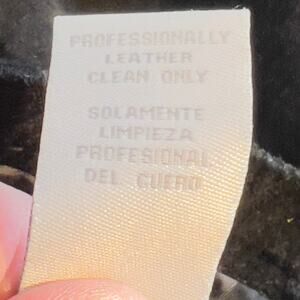 PROFESSIONALLY
LEATHER
CLEAN ONLY
SOLAMENTE
LIMPIEZA
PROFESIONAL
DEL CUERO